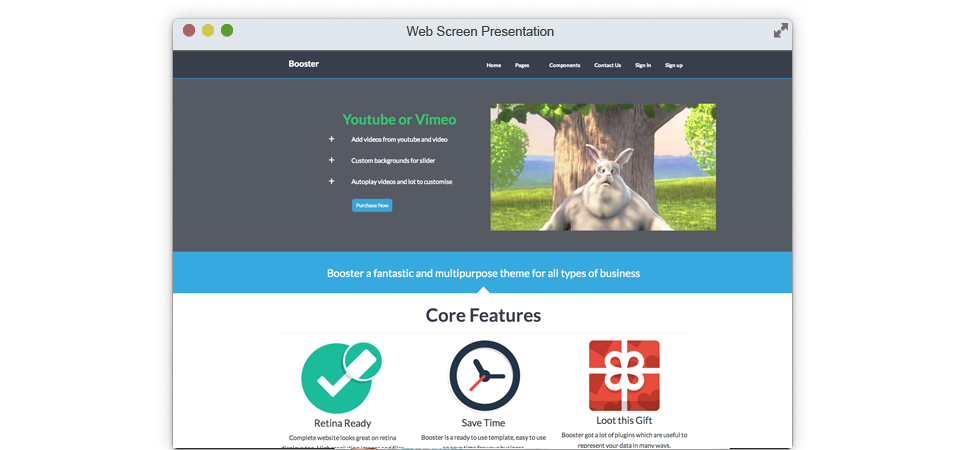 Web Screen Presentation
Booster
Home Pages Components Contact Us Sign in Sign up
Youtube or Vimeo
+ Add videos from youtube and video
+ Custom backgrounds for slider
+ Autoplay videos and lot to customise
Purchase Now
Booster a fantastic and multipurpose theme for all types of business
Core Features
Retina Ready
Complete website looks great on retina
Save Time
Booster is a ready to use template, easy to use
Loot this Gift
Booster got a lot of plugins which are useful to
represent your data in many ways.